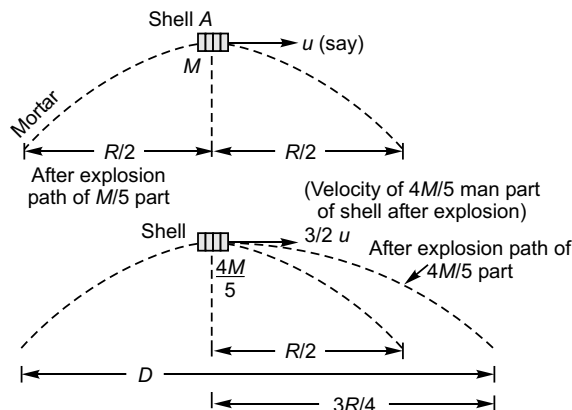 Shell A
u (say)
M
Mortar
R/2
R/2
After explosion
path of M/5 part
(Velocity of 4M/5 man part
of shell after explosion)
Shell
3/2 u
After explosion path of
4M/5 part
4M
5
R/2
D
3R/4